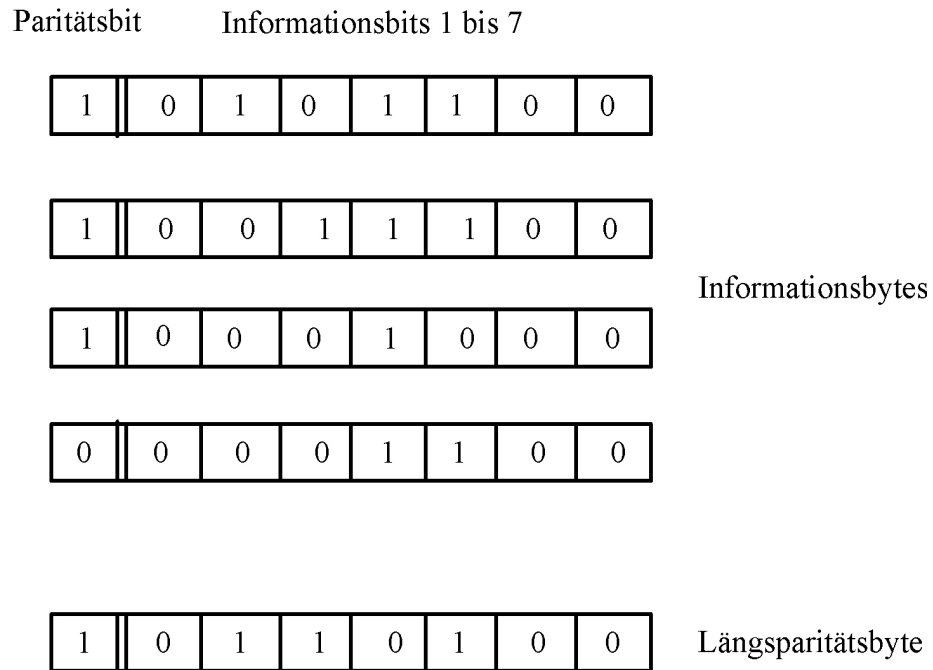 Paritätsbit Informationsbits 1 bis 7
1 0 1 0 1 1 0 0
1 0 0 1 1 1 0 0
Informationsbytes
1 0 0 0 1 0 0 0
0 0 0 0 1 1 0 0
1 0 1 1 0 1 0 0 Längsparitätsbyte